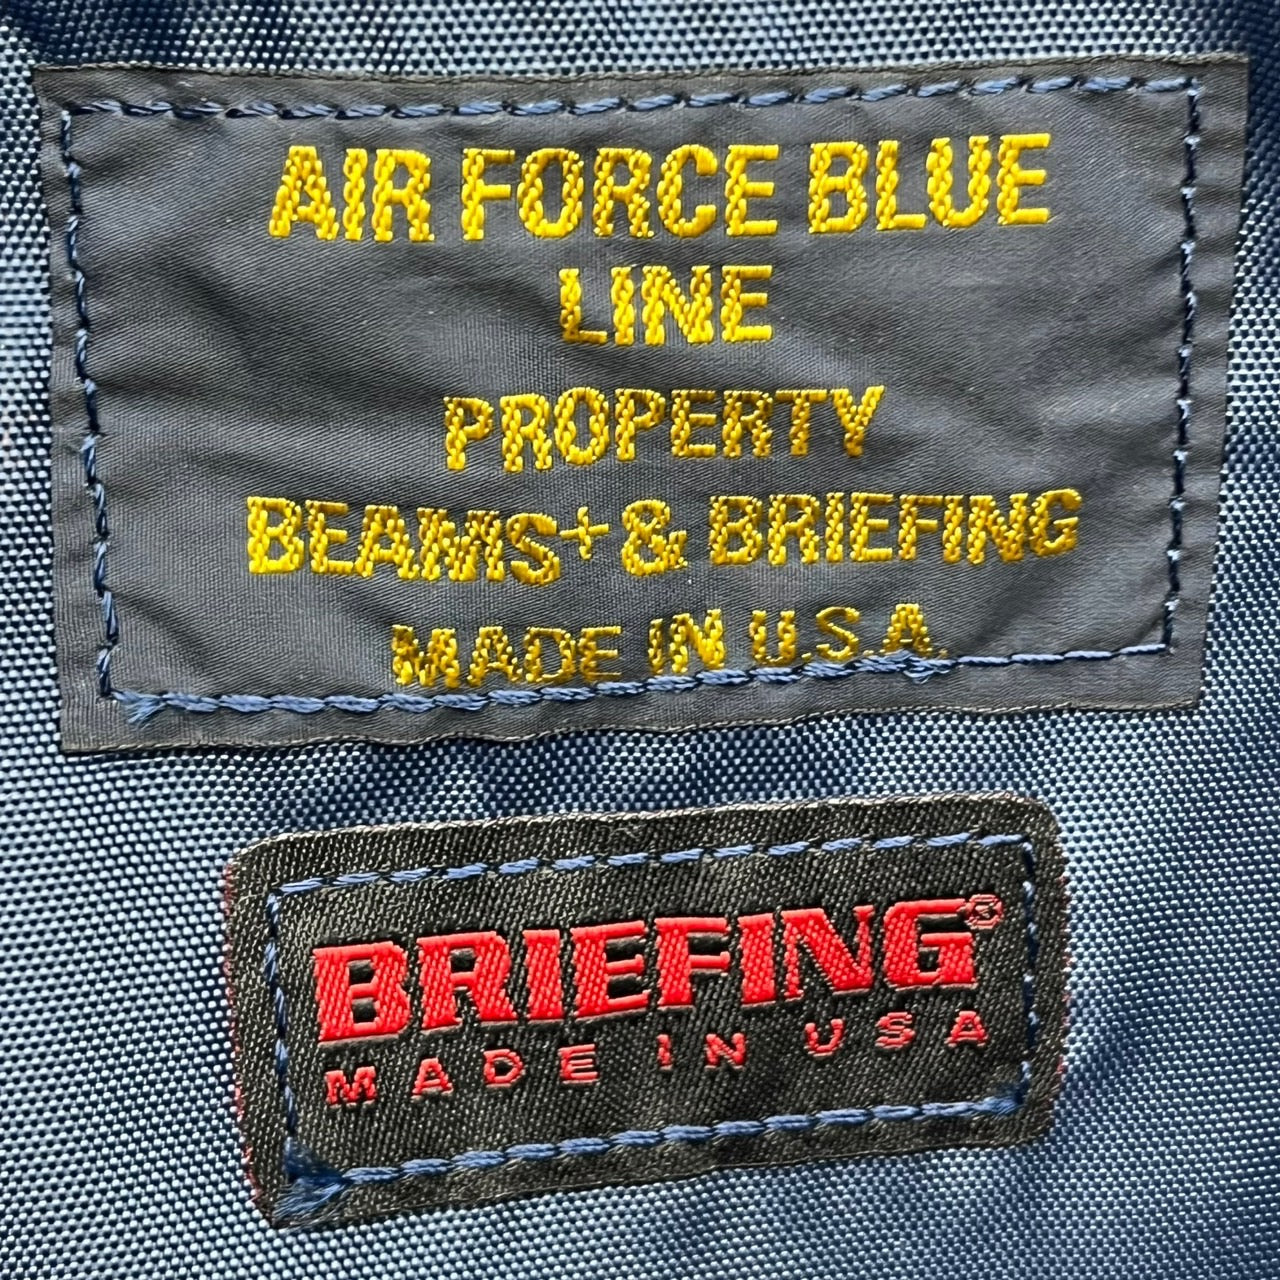 AIR FORCE BLUE
LINE
PROPERTY
BEAMS+ & BRIEFING
MADE IN U.S.A.
BRIEFING®
MADE IN USA